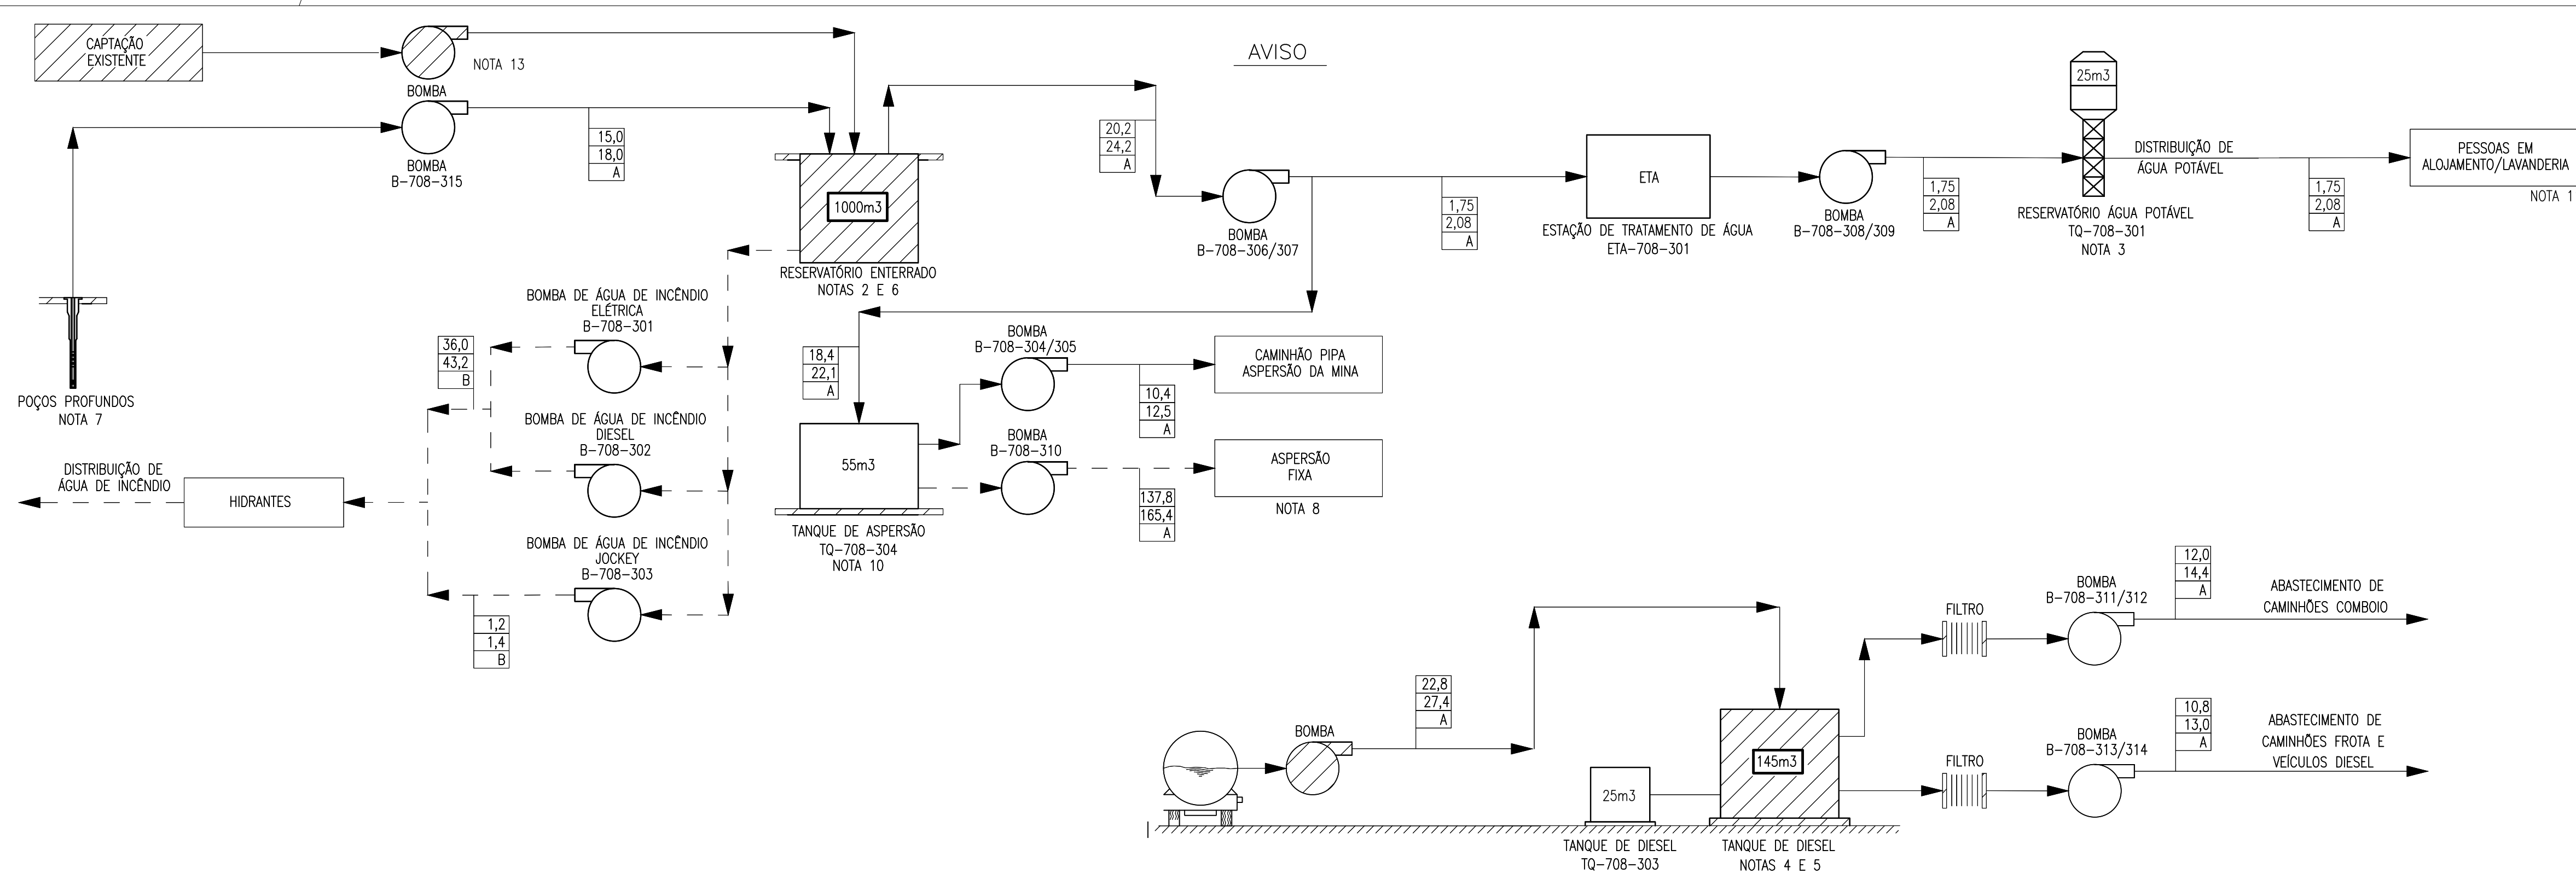 CAPTAÇÃO
EXISTENTE
NOTA 13
BOMBA
BOMBA
B-708-315
15,0
18,0
A
POÇOS PROFUNDOS
NOTA 7
1000m3
RESERVATÓRIO ENTERRADO
NOTAS 2 E 6
AVISO
20,2
24,2
A
BOMBA
B-708-306/307
1,75
2,08
A
ETA
ESTAÇÃO DE TRATAMENTO DE ÁGUA
ETA-708-301
BOMBA
B-708-308/309
1,75
2,08
A
25m3
RESERVATÓRIO ÁGUA POTÁVEL
TQ-708-301
NOTA 3
DISTRIBUIÇÃO DE
ÁGUA POTÁVEL
1,75
2,08
A
PESSOAS EM
ALOJAMENTO/LAVANDERIA
NOTA 1
BOMBA DE ÁGUA DE INCÊNDIO
ELÉTRICA
B-708-301
36,0
43,2
B
BOMBA DE ÁGUA DE INCÊNDIO
DIESEL
B-708-302
DISTRIBUIÇÃO DE
ÁGUA DE INCÊNDIO
HIDRANTES
BOMBA DE ÁGUA DE INCÊNDIO
JOCKEY
B-708-303
1,2
1,4
B
18,4
22,1
A
55m3
TANQUE DE ASPERSÃO
TQ-708-304
NOTA 10
BOMBA
B-708-304/305
10,4
12,5
A
CAMINHÃO PIPA
ASPERSÃO DA MINA
BOMBA
B-708-310
137,8
165,4
A
ASPERSÃO
FIXA
NOTA 8
BOMBA
22,8
27,4
A
25m3
TANQUE DE DIESEL
TQ-708-303
145m3
TANQUE DE DIESEL
NOTAS 4 E 5
FILTRO
BOMBA
B-708-311/312
12,0
14,4
A
ABASTECIMENTO DE
CAMINHÕES COMBOIO
FILTRO
BOMBA
B-708-313/314
10,8
13,0
A
ABASTECIMENTO DE
CAMINHÕES FROTA E
VEÍCULOS DIESEL